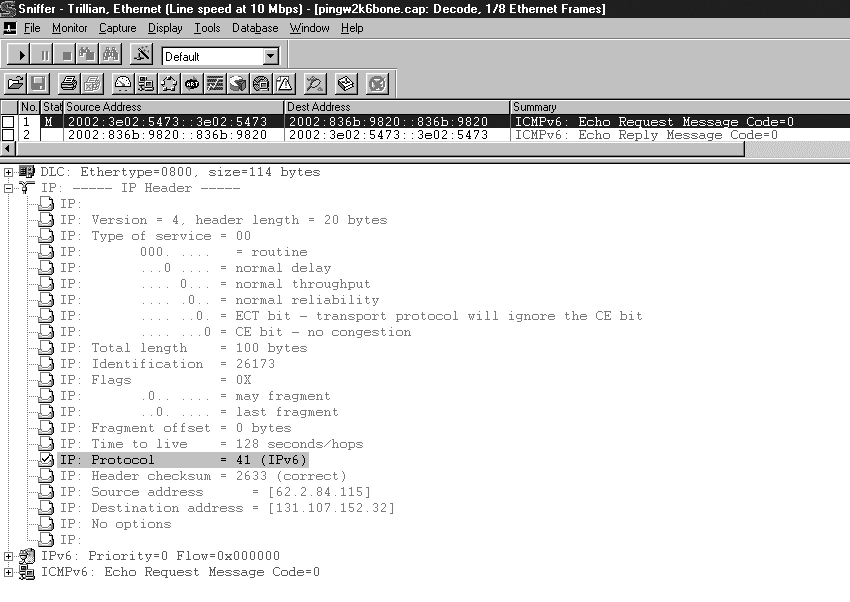 Sniffer - Trillian, Ethernet (Line speed at 10 Mbps) - [pingw2k6bone.cap: Decode, 1/8 Ethernet Frames]
File Monitor Capture Display Tools Database Window Help
Default
No. Stat Source Address Dest Address Summary
1 M 2002:3e02:5473::3e02:5473 2002:836b:9820::836b:9820 ICMPv6: Echo Request Message Code=0
2 2002:836b:9820::836b:9820 2002:3e02:5473::3e02:5473 ICMPv6: Echo Reply Message Code=0
DLC: Ethertype=0800, size=114 bytes
IP: ----- IP Header -----
IP:
IP: Version = 4, header length = 20 bytes
IP: Type of service = 00
IP: 000. .... = routine
IP: ...0 .... = normal delay
IP: .... 0... = normal throughput
IP: .... .0.. = normal reliability
IP: .... ..0. = ECT bit - transport protocol will ignore the CE bit
IP: .... ...0 = CE bit - no congestion
IP: Total length = 100 bytes
IP: Identification = 26173
IP: Flags = 0X
IP: .0.. .... = may fragment
IP: ..0. .... = last fragment
IP: Fragment offset = 0 bytes
IP: Time to live = 128 seconds/hops
IP: Protocol = 41 (IPv6)
IP: Header checksum = 2633 (correct)
IP: Source address = [62.2.84.115]
IP: Destination address = [131.107.152.32]
IP: No options
IP:
IPv6: Priority=0 Flow=0x000000
ICMPv6: Echo Request Message Code=0